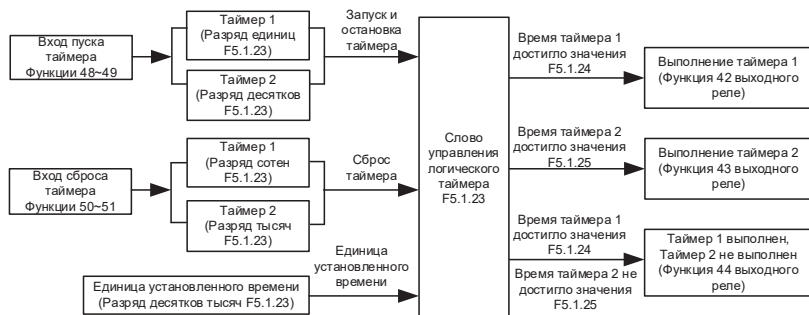 Вход пуска
таймера
Функции 48~49
Таймер 1
(Разряд единиц
F5.1.23)
Таймер 2
(Разряд десятков
F5.1.23)
Запуск и
остановка
таймера
Вход сброса
таймера
Функции 50~51
Таймер 1
(Разряд сотен
F5.1.23)
Таймер 2
(Разряд тысяч
F5.1.23)
Сброс
таймера
Единица установленного времени
(Разряд десятков тысяч F5.1.23)
Единица
установленного
времени
Слово
управления
логического
таймера
F5.1.23
Время таймера 1
достигло значения
F5.1.24
Выполнение таймера 1
(Функция 42 выходного
реле)
Время таймера 2
достигло значения
F5.1.25
Выполнение таймера 2
(Функция 43 выходного
реле)
Время таймера 1
достигло значения
F5.1.24
Время таймера 2 не
достигло значения
F5.1.25
Таймер 1 выполнен,
Таймер 2 не выполнен
(Функция 44 выходного
реле)